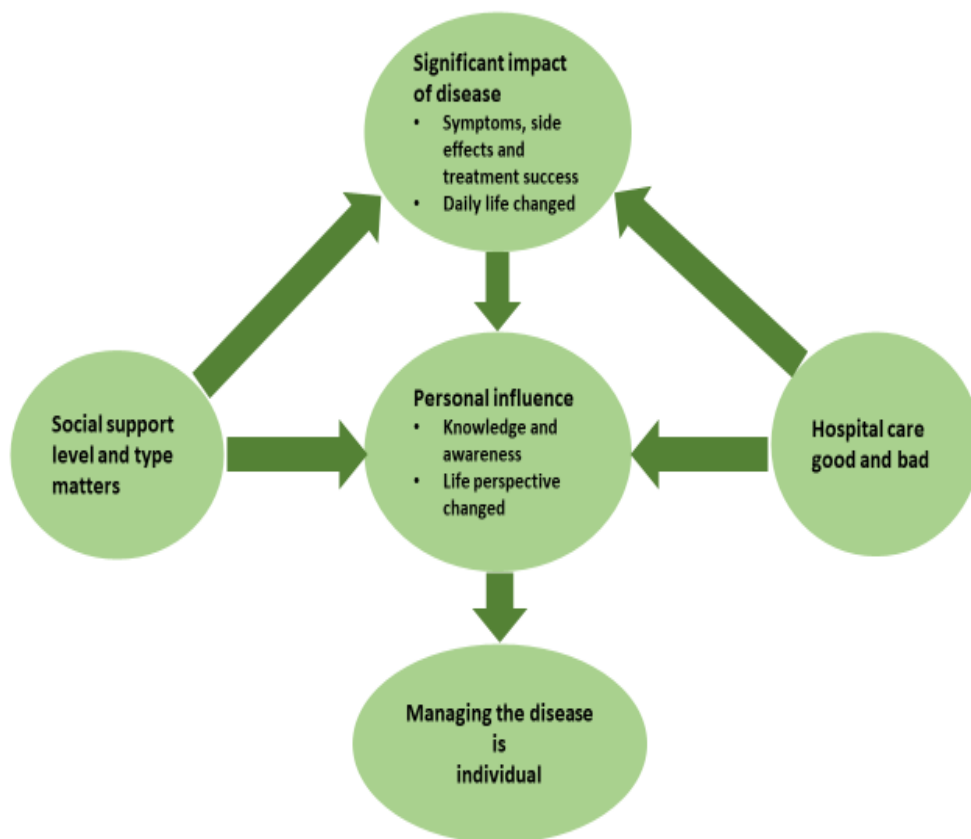 Significant impact
of disease
• Symptoms, side
effects and
treatment success
• Daily life changed
Social support
level and type
matters
Personal influence
• Knowledge and
awareness
• Life perspective
changed
Hospital care
good and bad
Managing the disease
is
individual